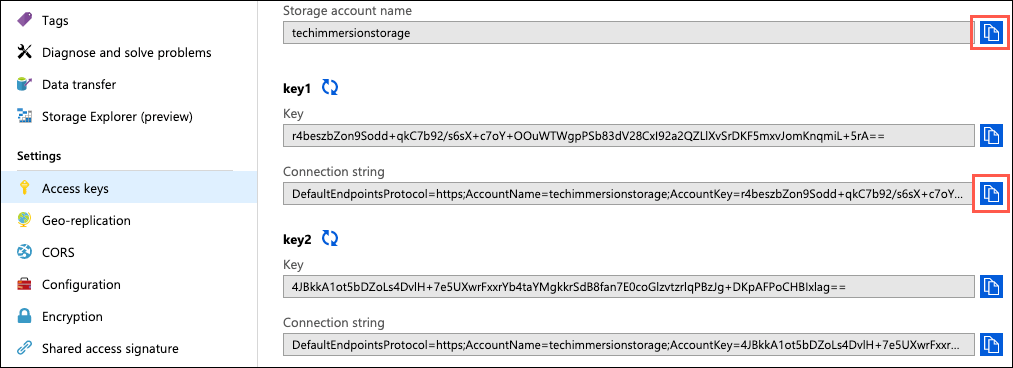 Tags
Diagnose and solve problems
Data transfer
Storage Explorer (preview)
Settings
Access keys
Geo-replication
CORS
Configuration
Encryption
Shared access signature
Storage account name
techimmersionstorage
key1
Key
r4beszbZon9Sodd+qkC7b92/s6sX+c7oY+OOuWTWgpPSb83dV28CxI92a2QZLlXvSrDKF5mxvJomKnqmiL+5rA==
Connection string
DefaultEndpointsProtocol=https;AccountName=techimmersionstorage;AccountKey=r4beszbZon9Sodd+qkC7b92/s6sX+c7oY...
key2
Key
4JBkkA1ot5bDZoLs4DvlH+7e5UXwrFxxrYb4taYMgkkrSdB8fan7E0coGlzvtzrlqPBzJg+DKpAFPoCHBIxlag==
Connection string
DefaultEndpointsProtocol=https;AccountName=techimmersionstorage;AccountKey=4JBkkA1ot5bDZoLs4DvlH+7e5UXwrFxxr...